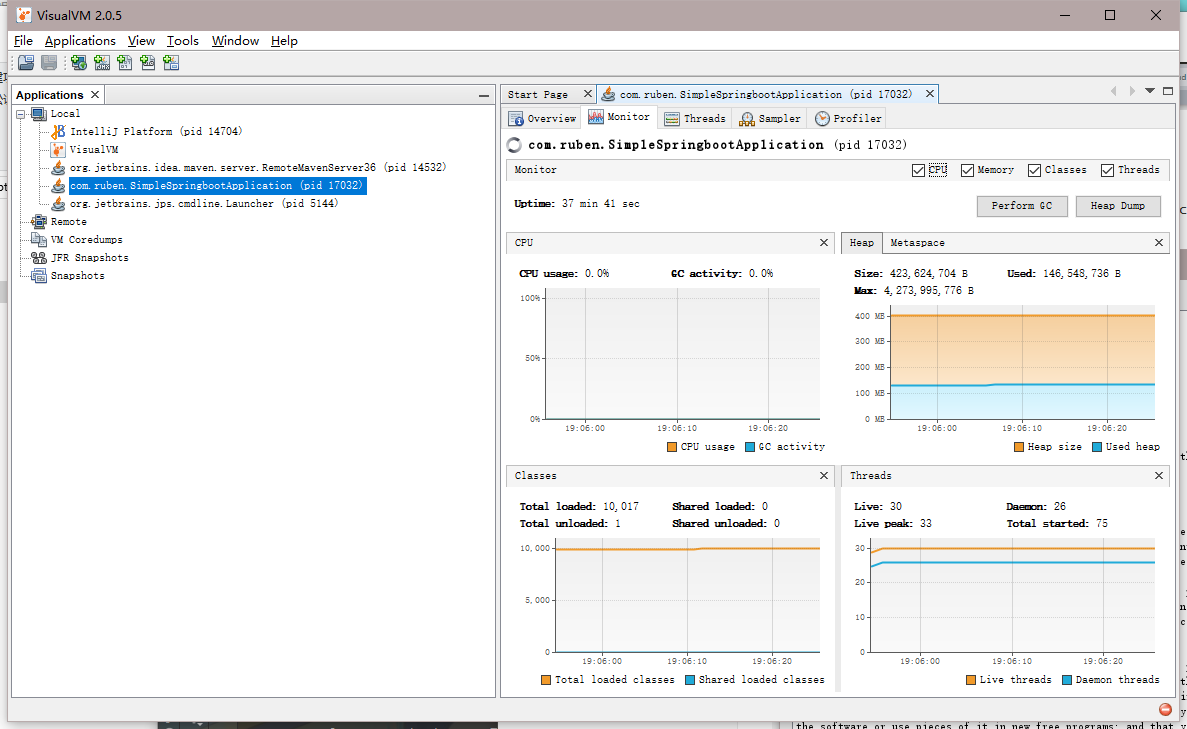 VisualVM 2.0.5
File Applications View Tools Window Help
Applications
Local
IntelliJ Platform (pid 14704)
VisualVM
org.jetbrains.idea.maven.server.RemoteMavenServer36 (pid 14532)
com.ruben.SimpleSpringbootApplication (pid 17032)
org.jetbrains.jps.cmdline.Launcher (pid 5144)
Remote
VM Coredumps
JFR Snapshots
Snapshots
Start Page com.ruben.SimpleSpringbootApplication (pid 17032)
Overview Monitor Threads Sampler Profiler
com.ruben.SimpleSpringbootApplication (pid 17032)
Monitor CPU Memory Classes Threads
Uptime: 37 min 41 sec Perform GC Heap Dump
CPU
CPU usage: 0.0% GC activity: 0.0%
100%
50%
0%
19:06:00 19:06:10 19:06:20
CPU usage GC activity
Heap Metaspace
Size: 423,624,704 B Used: 146,548,736 B
Max: 4,273,995,776 B
400 MB
300 MB
200 MB
100 MB
0 MB
19:06:00 19:06:10 19:06:20
Heap size Used heap
Classes
Total loaded: 10,017 Shared loaded: 0
Total unloaded: 1 Shared unloaded: 0
10,000
5,000
0
19:06:00 19:06:10 19:06:20
Total loaded classes Shared loaded classes
Threads
Live: 30 Daemon: 26
Live peak: 33 Total started: 75
30
20
10
0
19:06:00 19:06:10 19:06:20
Live threads Daemon threads
the software or use pieces of it in new free programs; and that